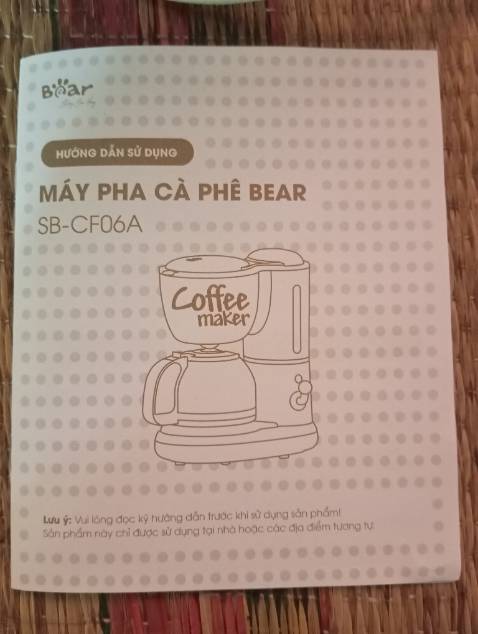 Bear
HƯỚNG DẪN SỬ DỤNG
MÁY PHA CÀ PHÊ BEAR
SB-CF06A
Coffee
maker
Lưu ý: Vui lòng đọc kỹ hướng dẫn trước khi sử dụng sản phẩm!
Sản phẩm này chỉ được sử dụng tại nhà hoặc các địa điểm tương tự.